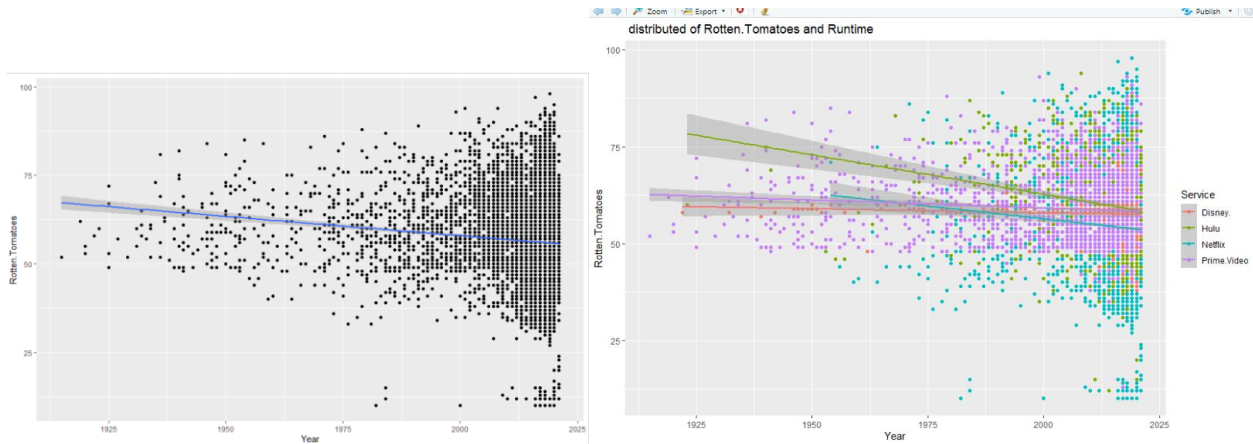 100
75
50
25
Rotten.Tomatoes
1925
1950
1975
2000
2025
Year
Zoom
Export
Publish
distributed of Rotten.Tomatoes and Runtime
100
75
50
25
Rotten.Tomatoes
1925
1950
1975
2000
2025
Year
Service
Disney.
Hulu
Netflix
Prime.Video